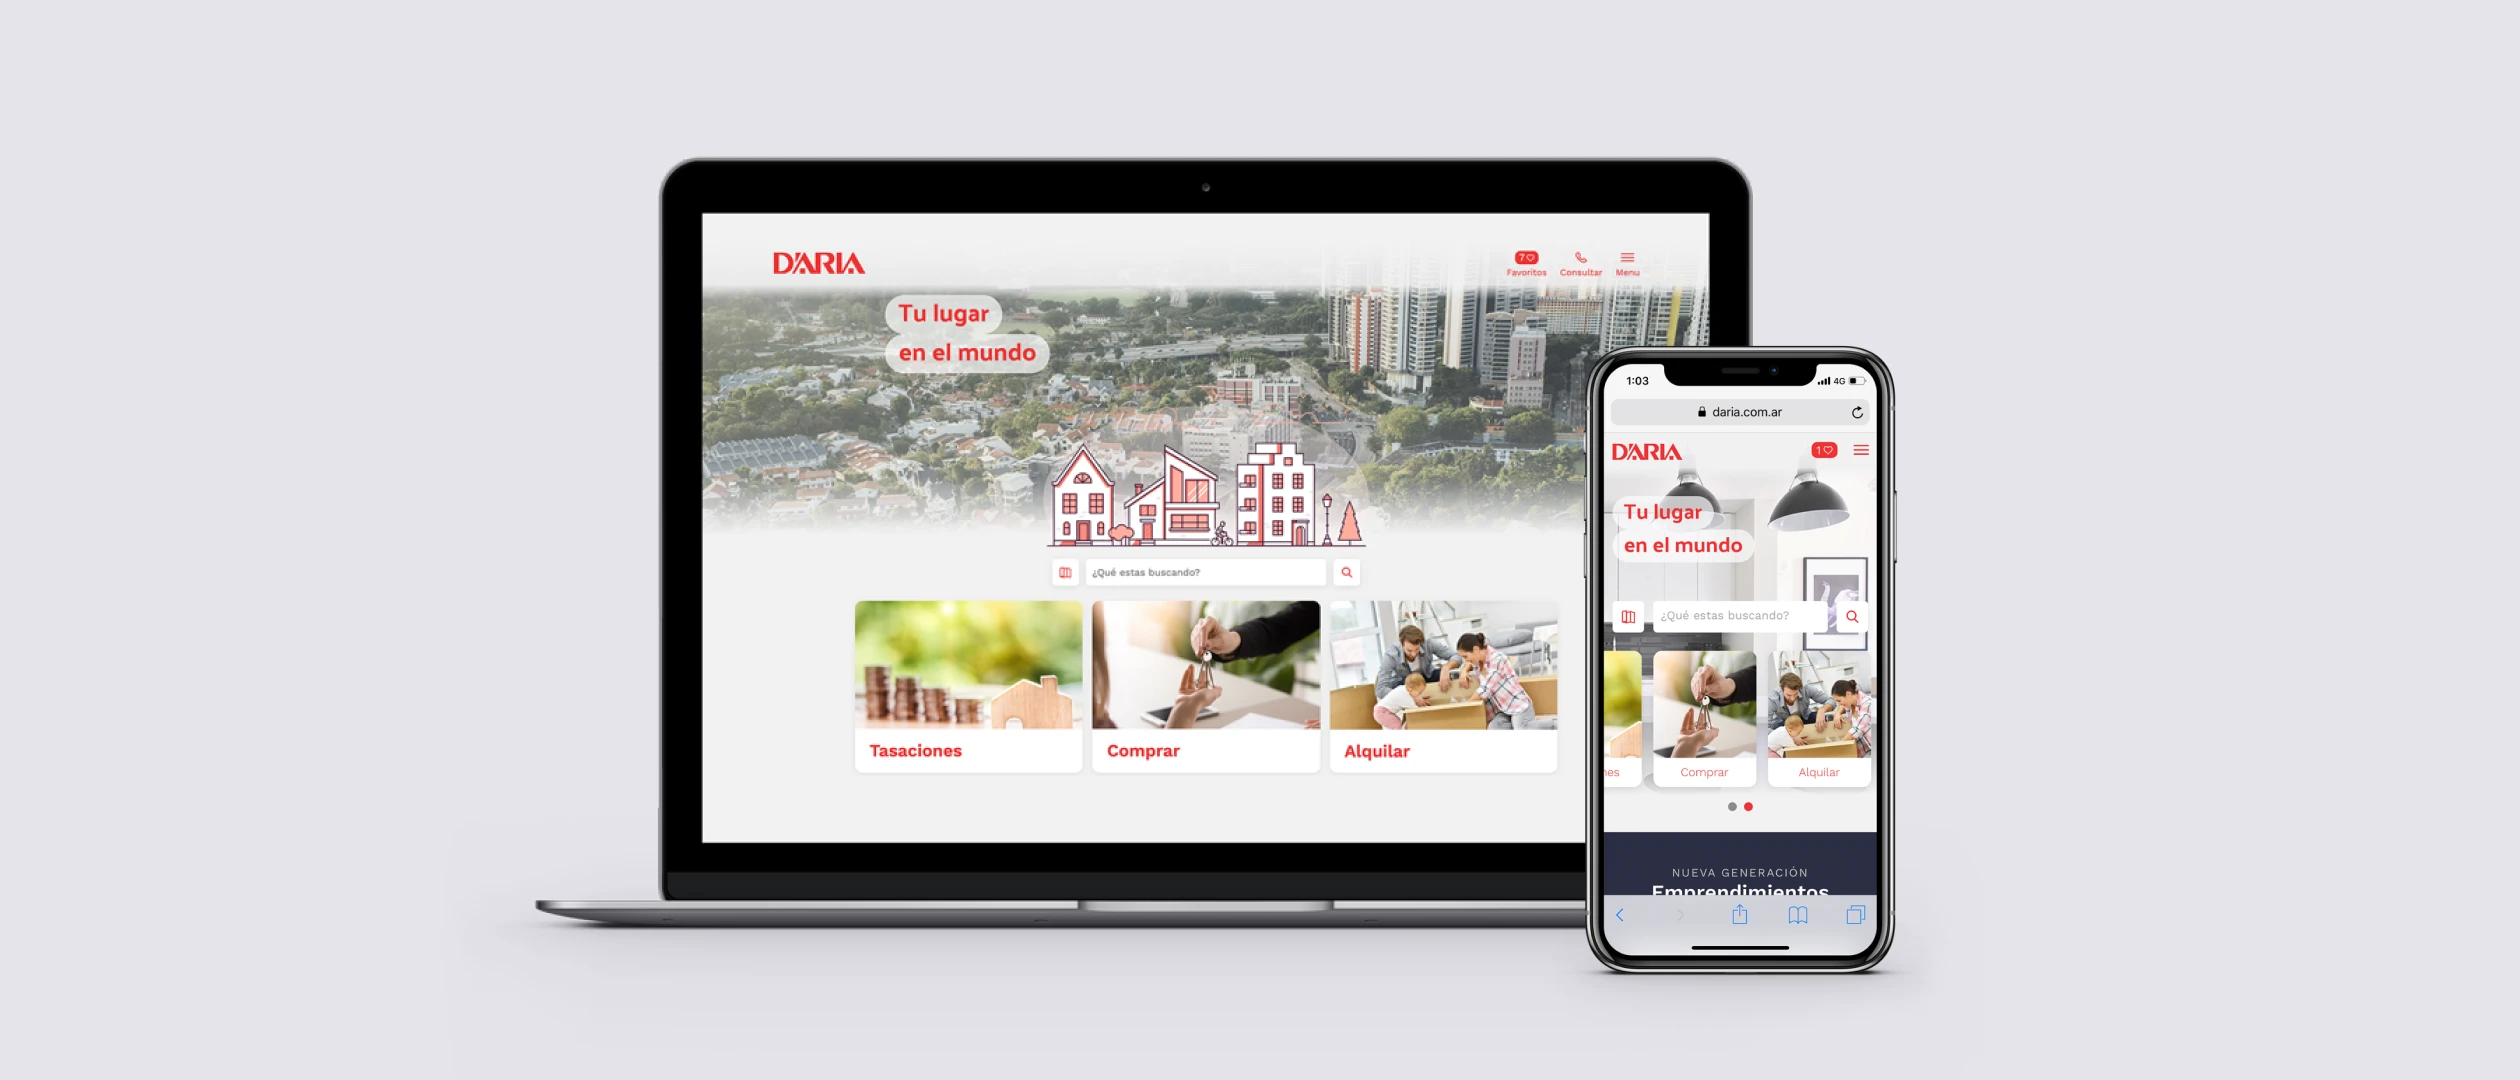 D'ARIA
7
Favoritos
Consultar
Menu
Tu lugar
en el mundo
¿Qué estas buscando?
Tasaciones
Comprar
Alquilar
1:03
4G
daria.com.ar
D'ARIA
1
Tu lugar
en el mundo
¿Qué estas buscando?
nes
Comprar
Alquilar
NUEVA GENERACIÓN
Emprendimientos